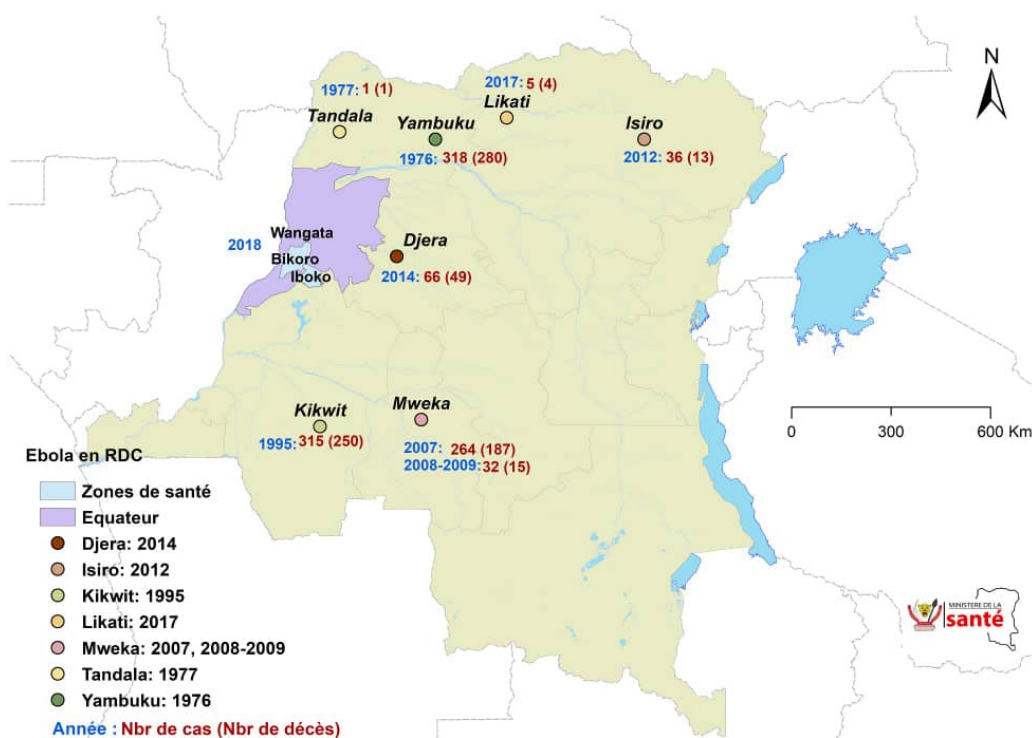 N
1977: 1 (1)
Tandala
Yambuku
1976: 318 (280)
2017: 5 (4)
Likati
Isiro
2012: 36 (13)
2018
Wangata
Bikoro
Iboko
Djera
2014: 66 (49)
Kikwit
1995: 315 (250)
Mweka
2007: 264 (187)
2008-2009: 32 (15)
0 300 600 Km
Ebola en RDC
Zones de santé
Equateur
Djera: 2014
Isiro: 2012
Kikwit: 1995
Likati: 2017
Mweka: 2007, 2008-2009
Tandala: 1977
Yambuku: 1976
Année : Nbr de cas (Nbr de décès)
MINISTERE DE LA
santé